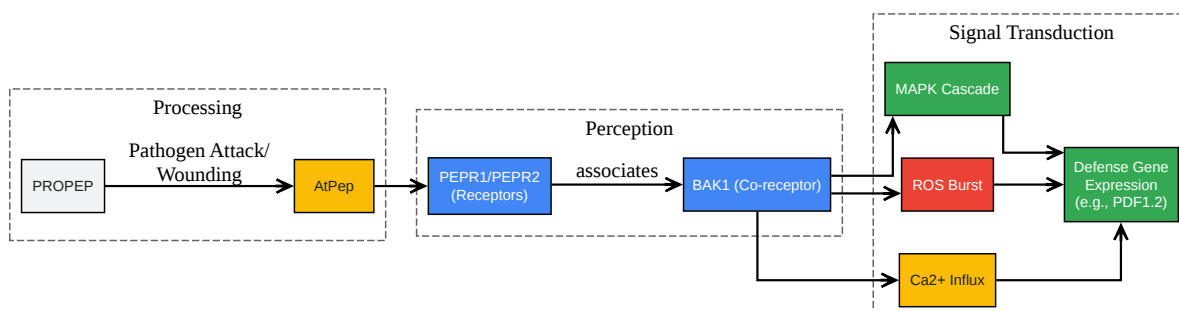 Signal Transduction
Processing
Perception
MAPK Cascade
Pathogen Attack/
Wounding
PROPEP
AtPep
PEPR1/PEPR2
(Receptors)
associates
BAK1 (Co-receptor)
ROS Burst
Defense Gene
Expression
(e.g., PDF1.2)
Ca2+ Influx